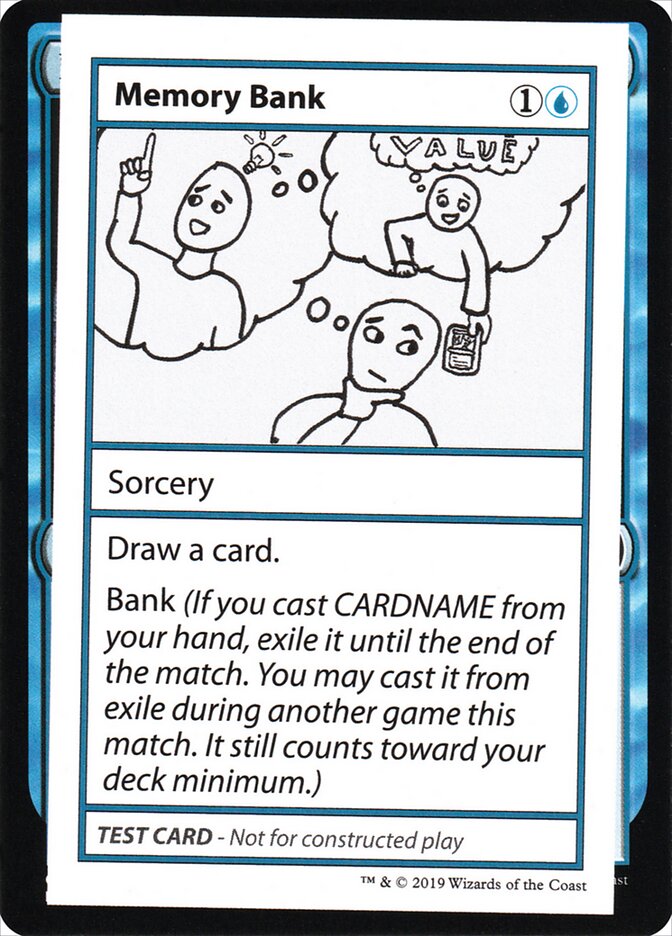 Memory Bank 1
VALUE
Sorcery
Draw a card.
Bank (If you cast CARDNAME from
your hand, exile it until the end of
the match. You may cast it from
exile during another game this
match. It still counts toward your
deck minimum.)
TEST CARD - Not for constructed play
™ & © 2019 Wizards of the Coast